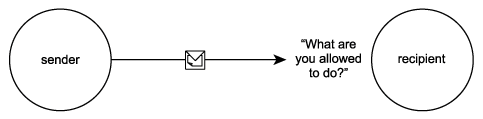 sender
“What are
you allowed
to do?”
recipient